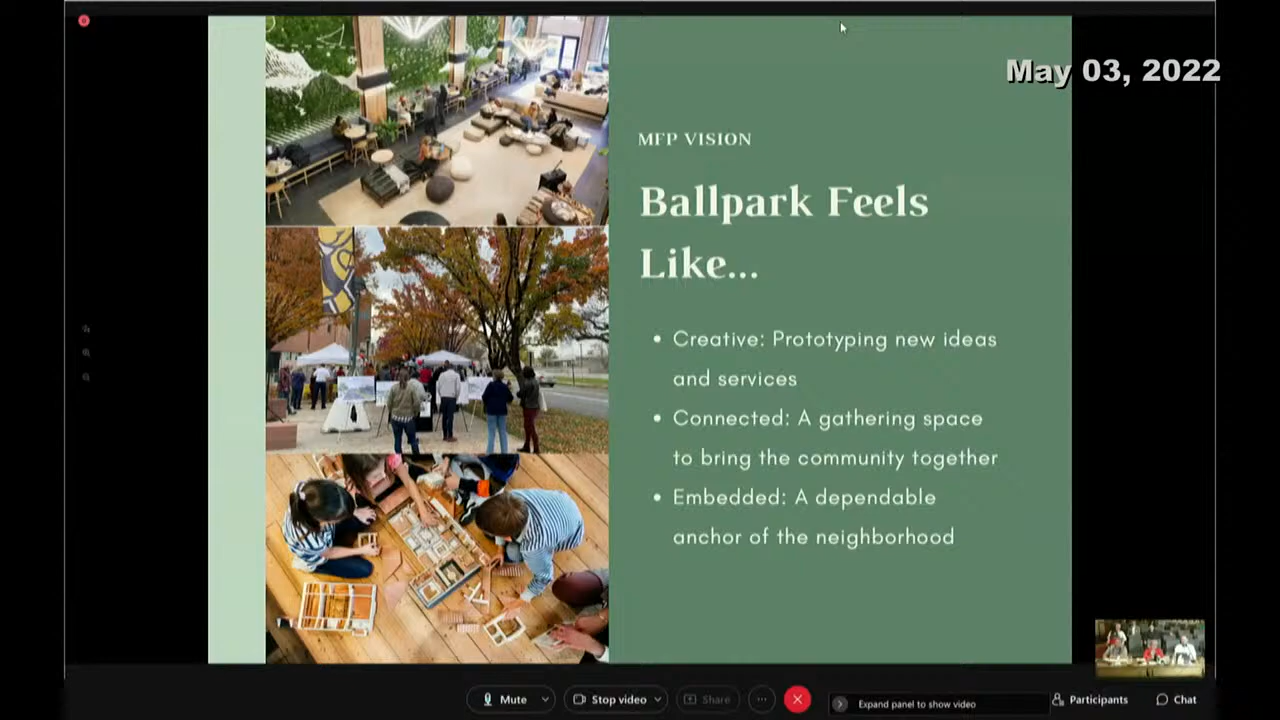 May 03, 2022
MFP VISION
Ballpark Feels
Like...
Creative: Prototyping new ideas
and services
Connected: A gathering space
to bring the community together
Embedded: A dependable
anchor of the neighborhood
Mute
Stop video
Share
Expand panel to show video
Participants
Chat